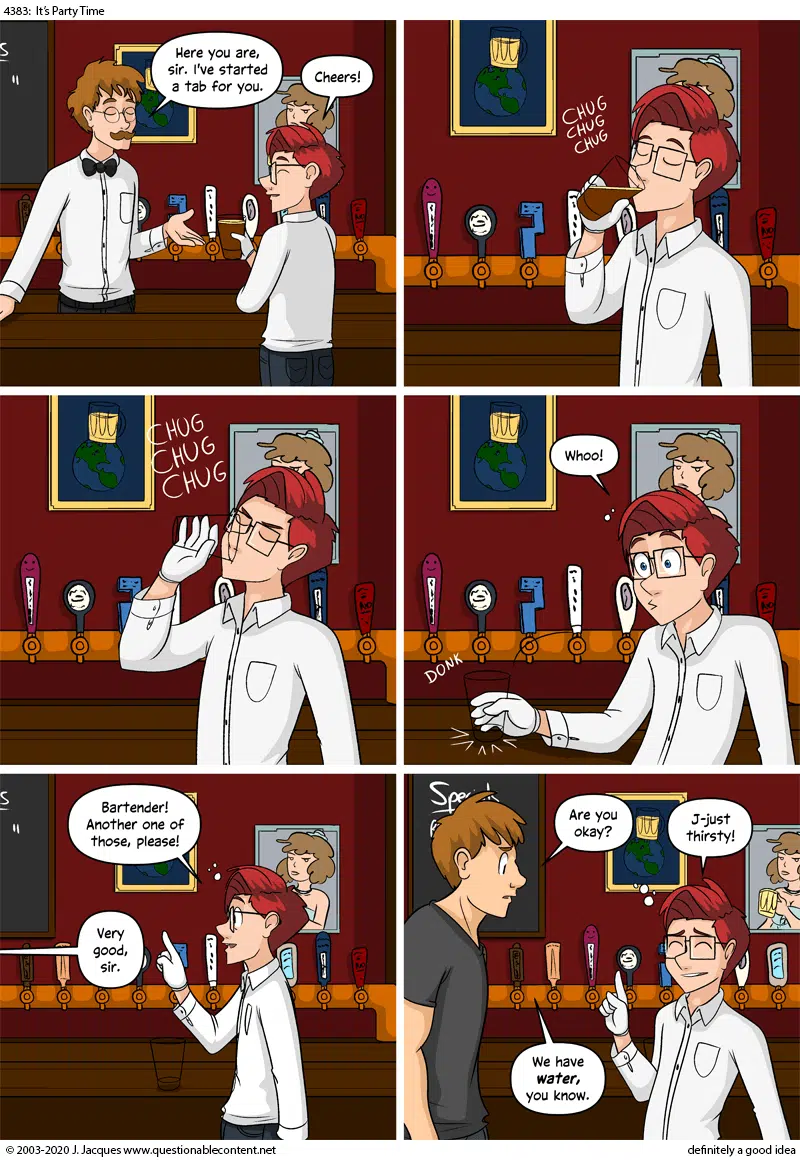 4383: It's Party Time
s
"
Here you are,
sir. I've started
a tab for you.
Cheers!
CHUG
CHUG
CHUG
CHUG
CHUG
CHUG
Whoo!
DONK
s
"
Bartender!
Another one of
those, please!
Very
good,
sir.
Are you
okay?
J-just
thirsty!
We have
water,
you know.
© 2003-2020 J. Jacques www.questionablecontent.net
definitely a good idea